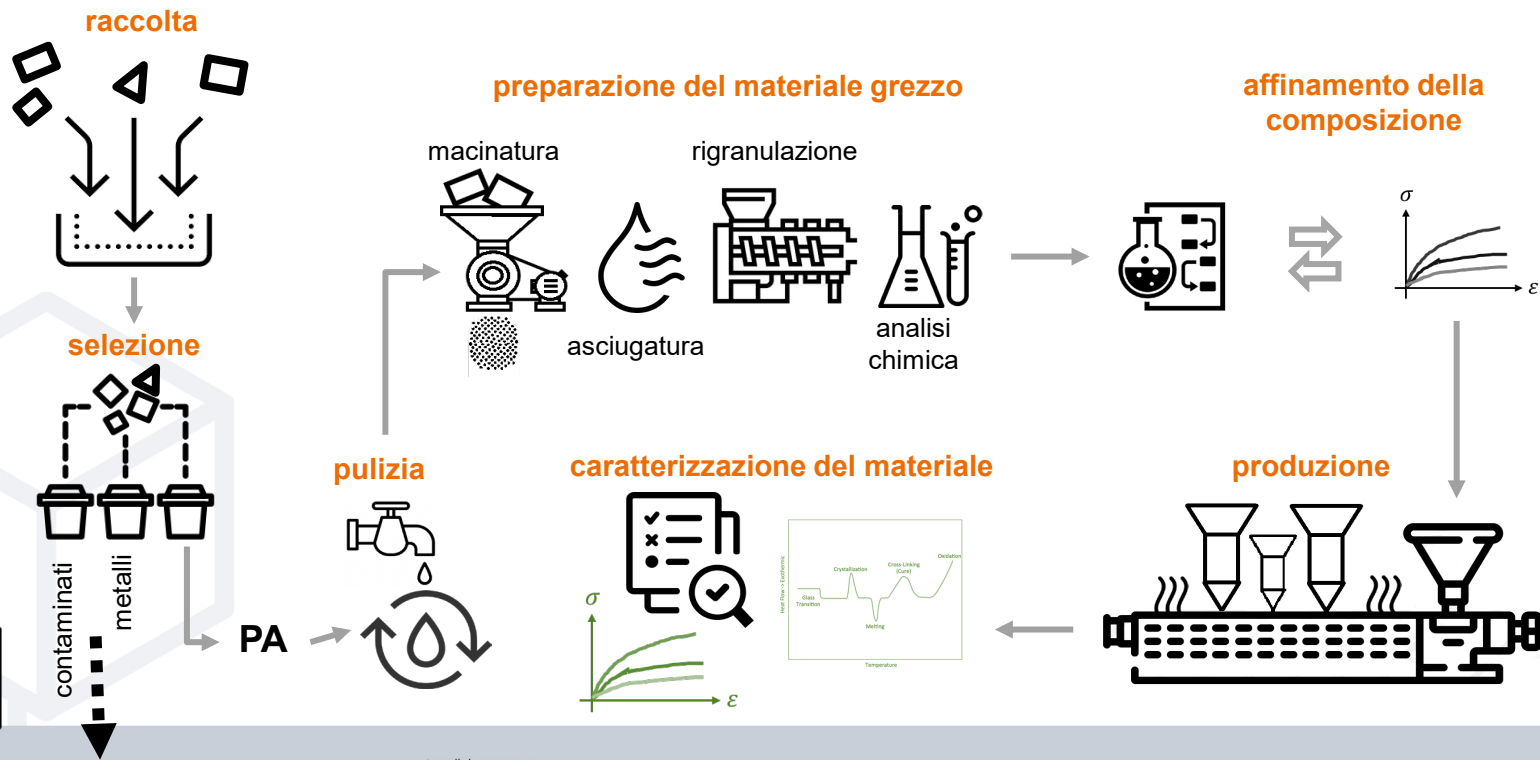 raccolta
preparazione del materiale grezzo
affinamento della
composizione
macinatura
rigranulazione
asciugatura
analisi
chimica
σ
ε
selezione
contaminati
metalli
PA
pulizia
caratterizzazione del materiale
σ
ε
Heat Flow -> Exothermic
Glass
Transition
Crystallization
Melting
Cross-Linking
(Cure)
Oxidation
Temperature
produzione